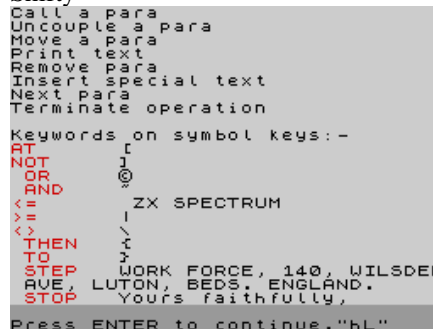 Call a para
Uncouple a para
Move a para
Print text
Remove para
Insert special text
Next para
Terminate operation
Keywords on symbol keys:-
AT [
NOT ]
OR ©
AND ~
<= ZX SPECTRUM
>= |
<> \
THEN {
TO }
STEP WORK FORCE, 140, WILSDE
AVE, LUTON, BEDS. ENGLAND.
STOP Yours faithfully,
Press ENTER to continue."bL"